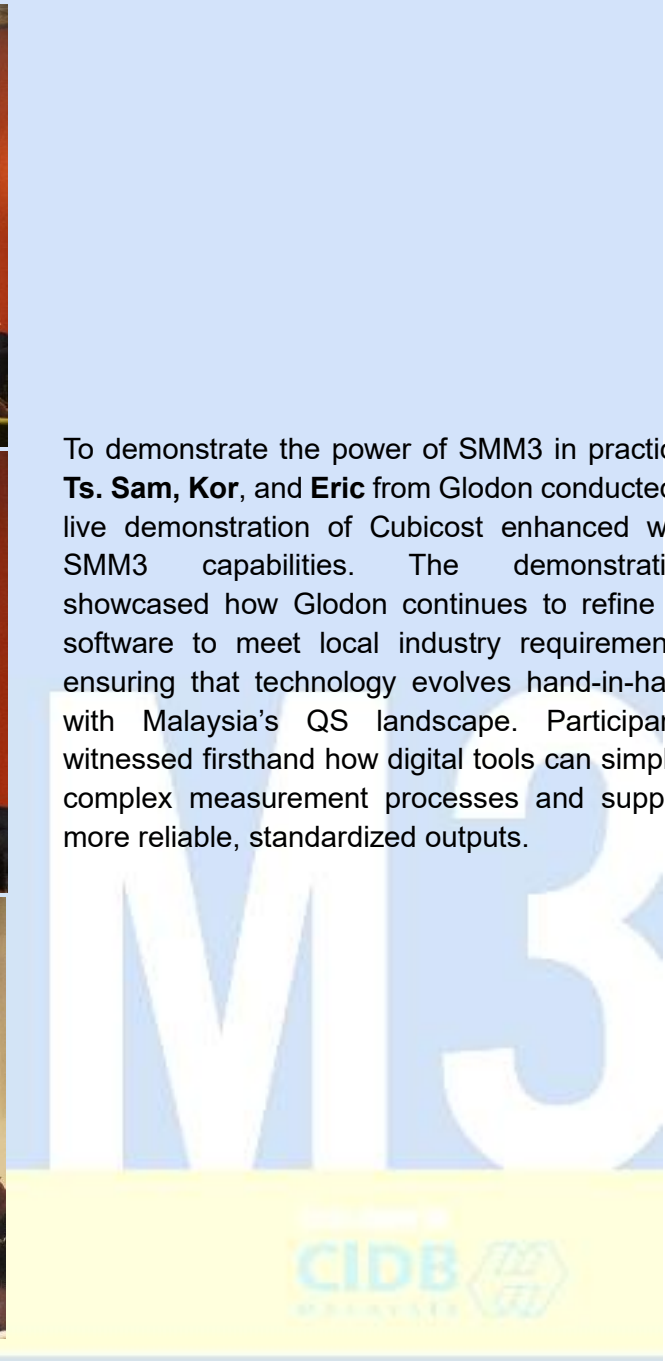 To demonstrate the power of SMM3 in practic
Ts. Sam, Kor, and Eric from Glodon conducted
live demonstration of Cubicost enhanced w
SMM3 capabilities. The demonstrati
showcased how Glodon continues to refine
software to meet local industry requiremen
ensuring that technology evolves hand-in-ha
with Malaysia’s QS landscape. Participan
witnessed firsthand how digital tools can simpl
complex measurement processes and supp
more reliable, standardized outputs.
M3
CIDB
MALAYSIA